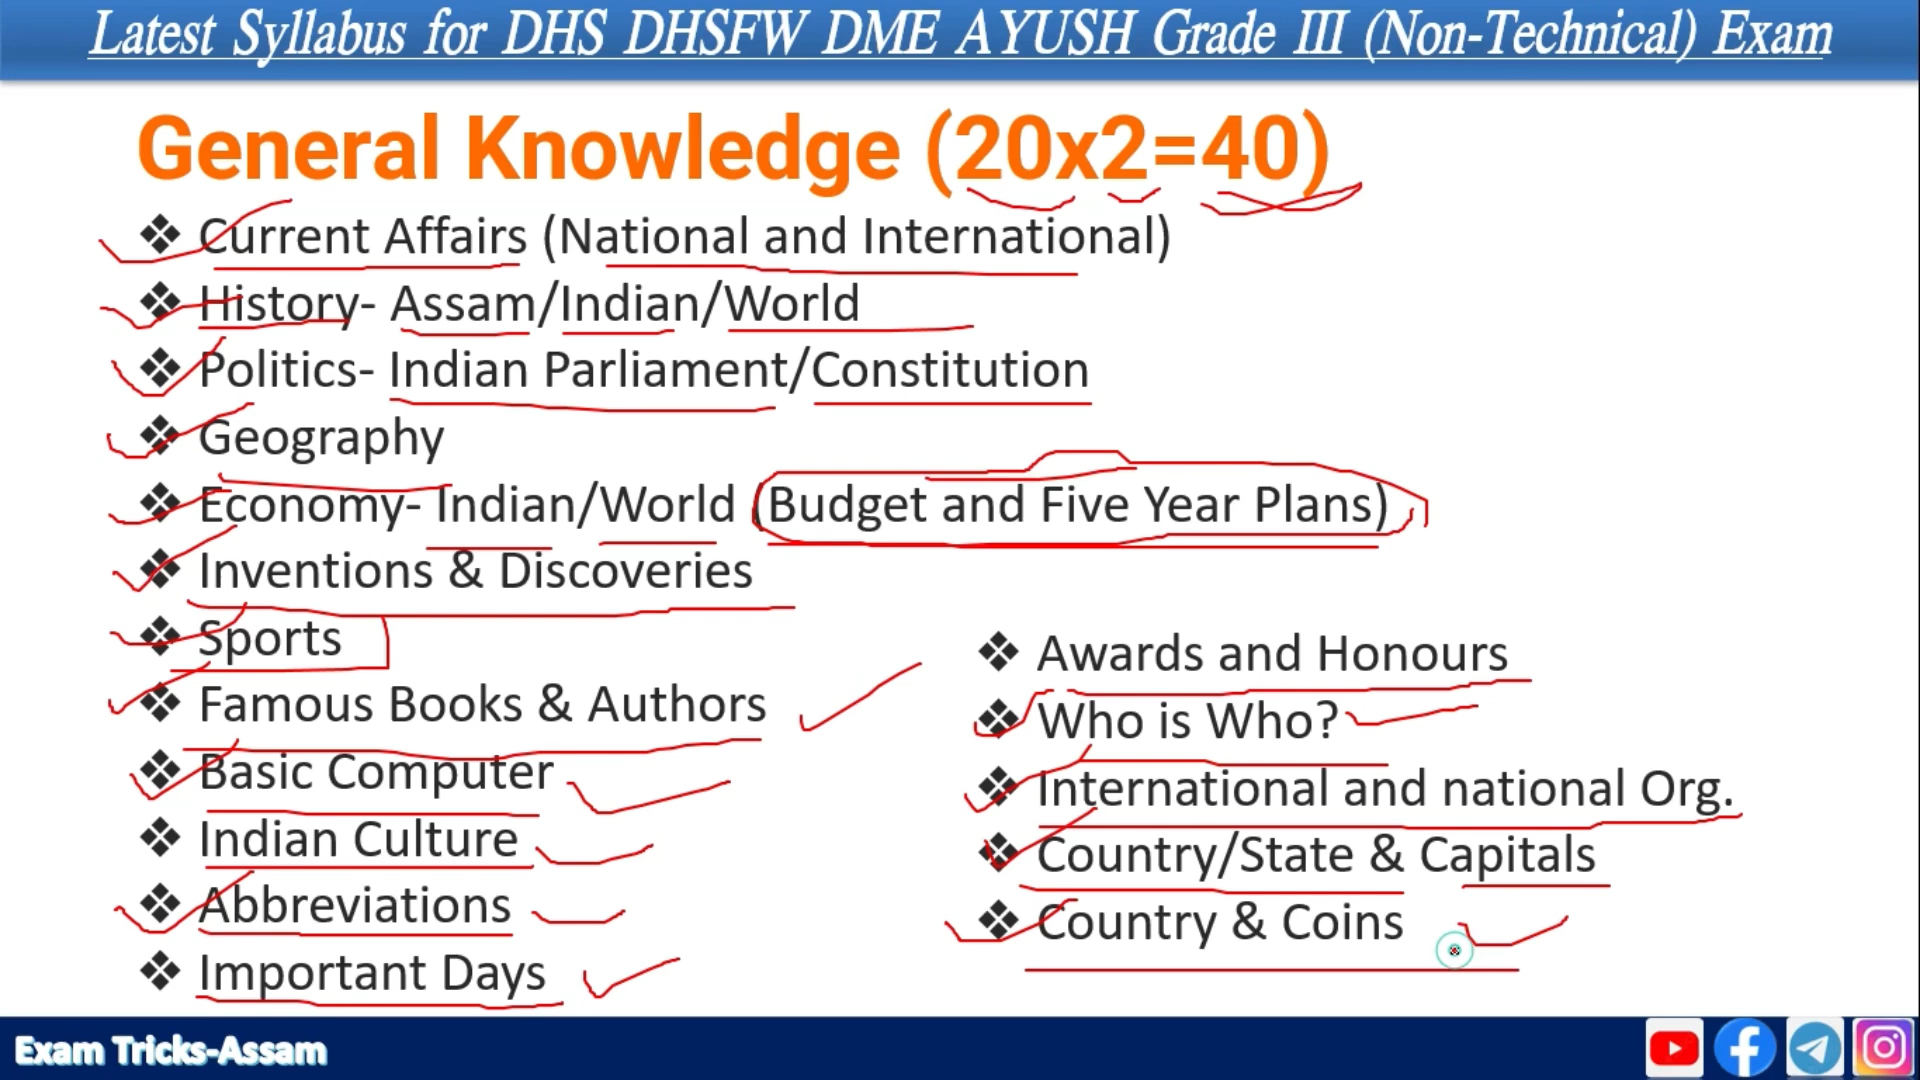 Latest Syllabus for DHS DHSFW DME AYUSH Grade III (Non-Technical) Exam
General Knowledge (20x2=40)
❖ Current Affairs (National and International)
❖ History- Assam/Indian/World
❖ Politics- Indian Parliament/Constitution
❖ Geography
❖ Economy- Indian/World (Budget and Five Year Plans)
❖ Inventions & Discoveries
❖ Sports
❖ Famous Books & Authors
❖ Basic Computer
❖ Indian Culture
❖ Abbreviations
❖ Important Days
❖ Awards and Honours
❖ Who is Who?
❖ International and national Org.
❖ Country/State & Capitals
❖ Country & Coins
Exam Tricks-Assam